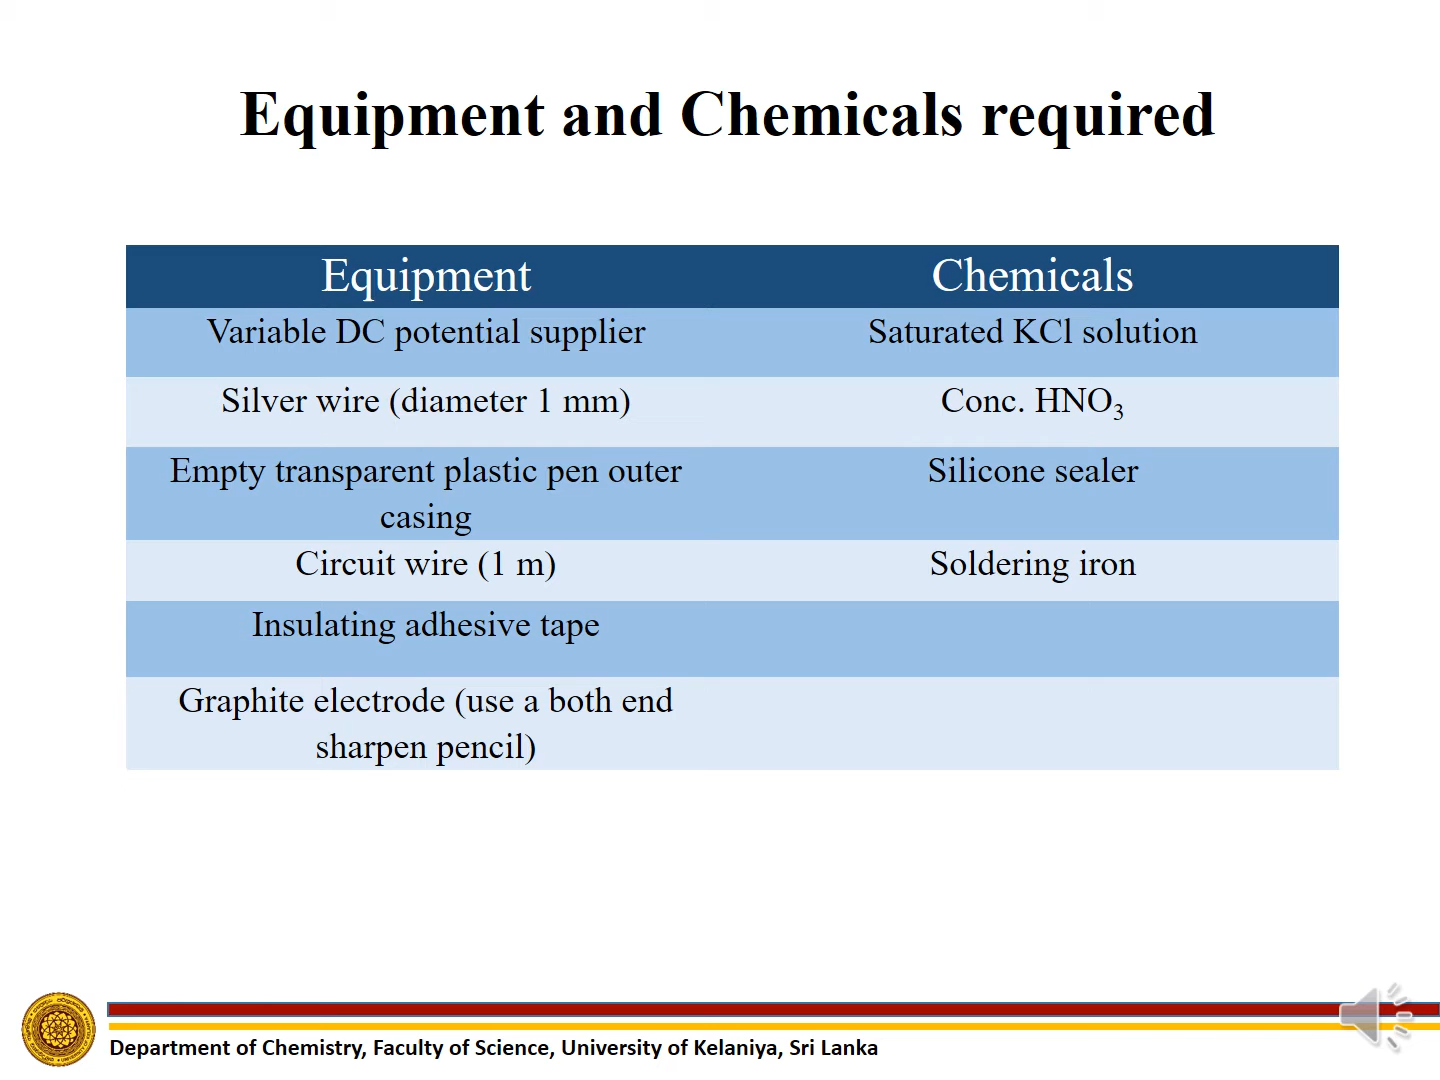 Equipment and Chemicals required
Equipment
Chemicals
Variable DC potential supplier
Saturated KCl solution
Silver wire (diameter 1 mm)
Conc. HNO₃
Empty transparent plastic pen outer
casing
Silicone sealer
Circuit wire (1 m)
Soldering iron
Insulating adhesive tape
Graphite electrode (use a both end
sharpen pencil)
Department of Chemistry, Faculty of Science, University of Kelaniya, Sri Lanka